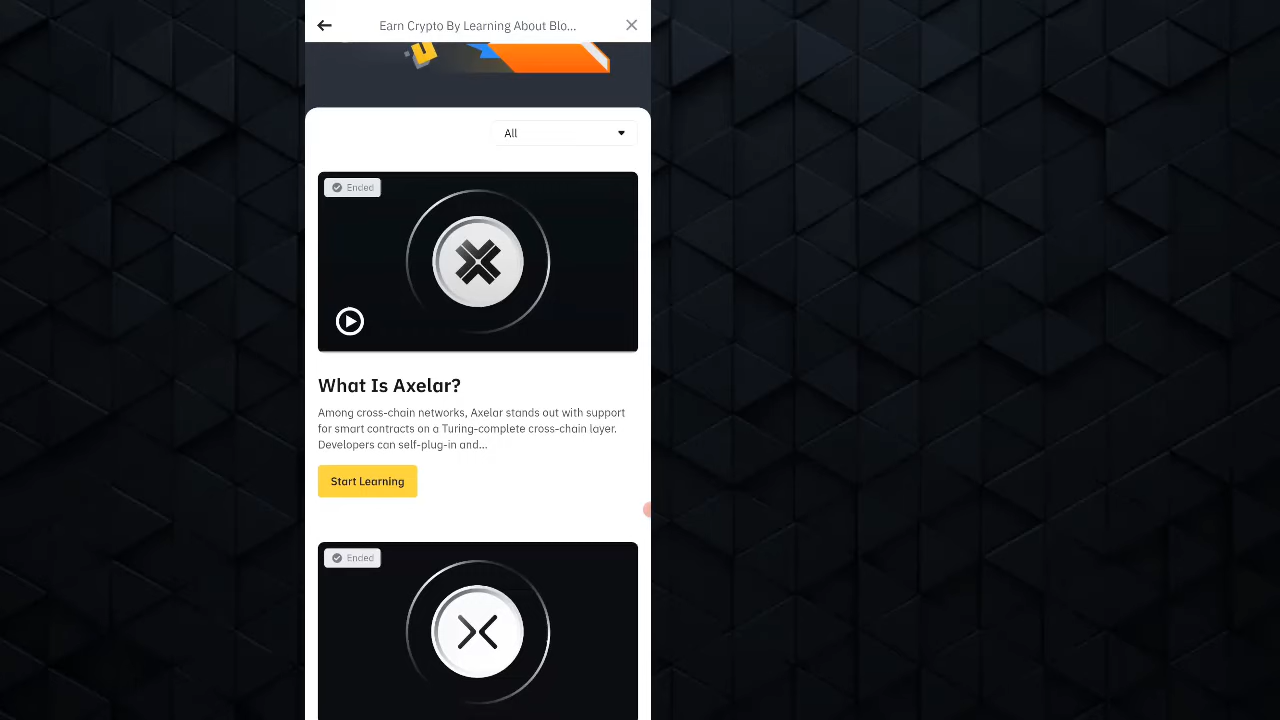 Earn Crypto By Learning About Blo...
All
Ended
What Is Axelar?
Among cross-chain networks, Axelar stands out with support
for smart contracts on a Turing-complete cross-chain layer.
Developers can self-plug-in and...
Start Learning
Ended